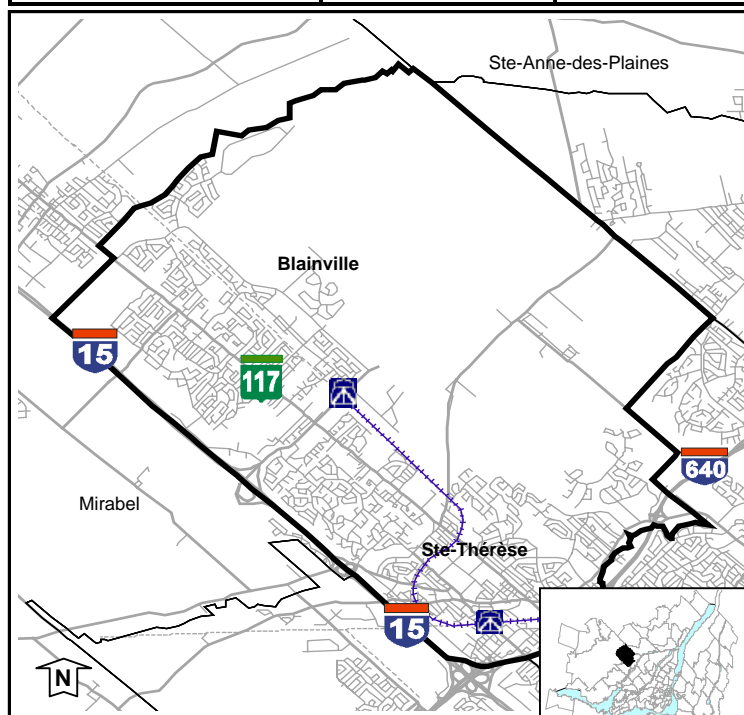 Ste-Anne-des-Plaines
Blainville
15
117
640
Mirabel
Ste-Thérèse
15
N